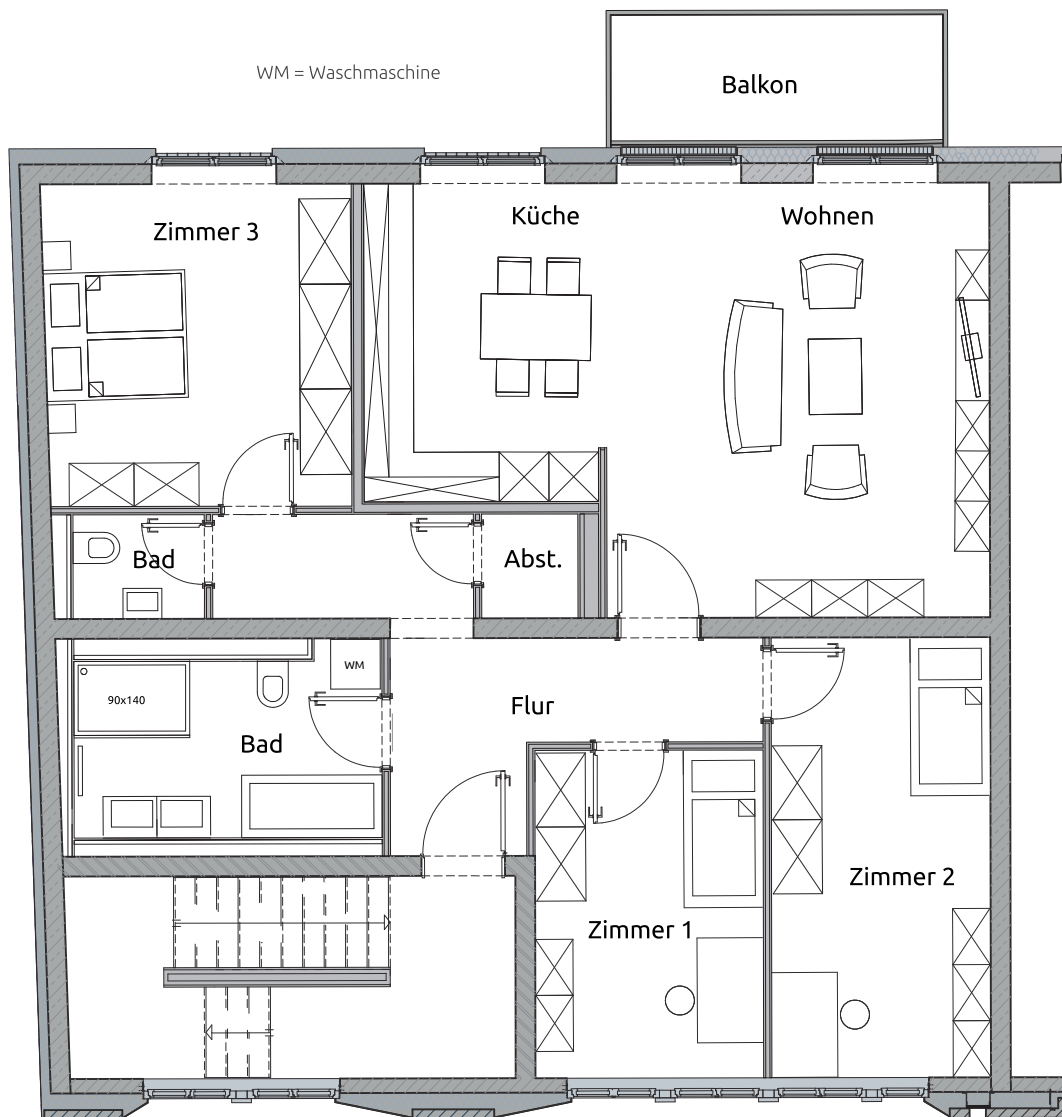 WM = Waschmaschine
Balkon
Zimmer 3
Küche
Wohnen
Bad
Abst.
WM
90x140
Flur
Bad
Zimmer 2
Zimmer 1